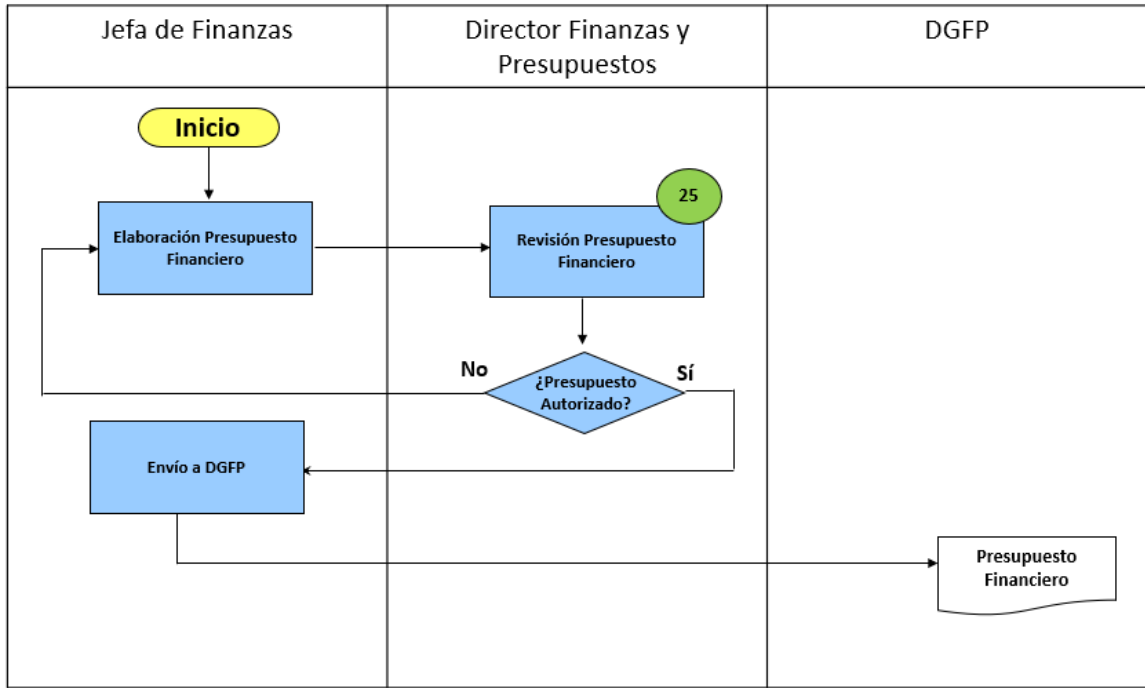 Jefa de Finanzas
Director Finanzas y
Presupuestos
DGFP
Inicio
25
Elaboración Presupuesto
Financiero
Revisión Presupuesto
Financiero
No
¿Presupuesto
Autorizado?
Sí
Envío a DGFP
Presupuesto
Financiero